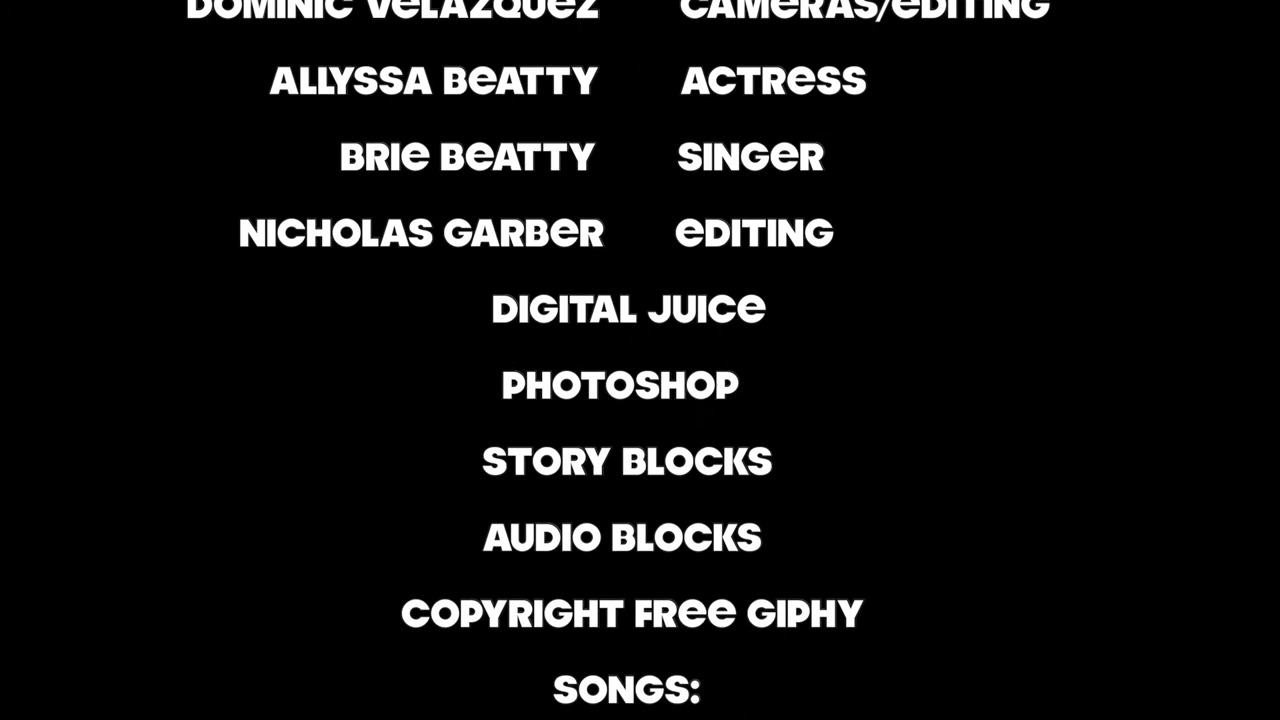 DOMINIC VeLAZQUeZ CAMeRAS/eDITING
ALLYSSA BeATTY ACTReSS
BRIe BeATTY SINGeR
NICHOLAS GARBeR eDITING
DIGITAL JUICe
PHOTOSHOP
STORY BLOCKS
AUDIO BLOCKS
COPYRIGHT FRee GIPHY
SONGS: